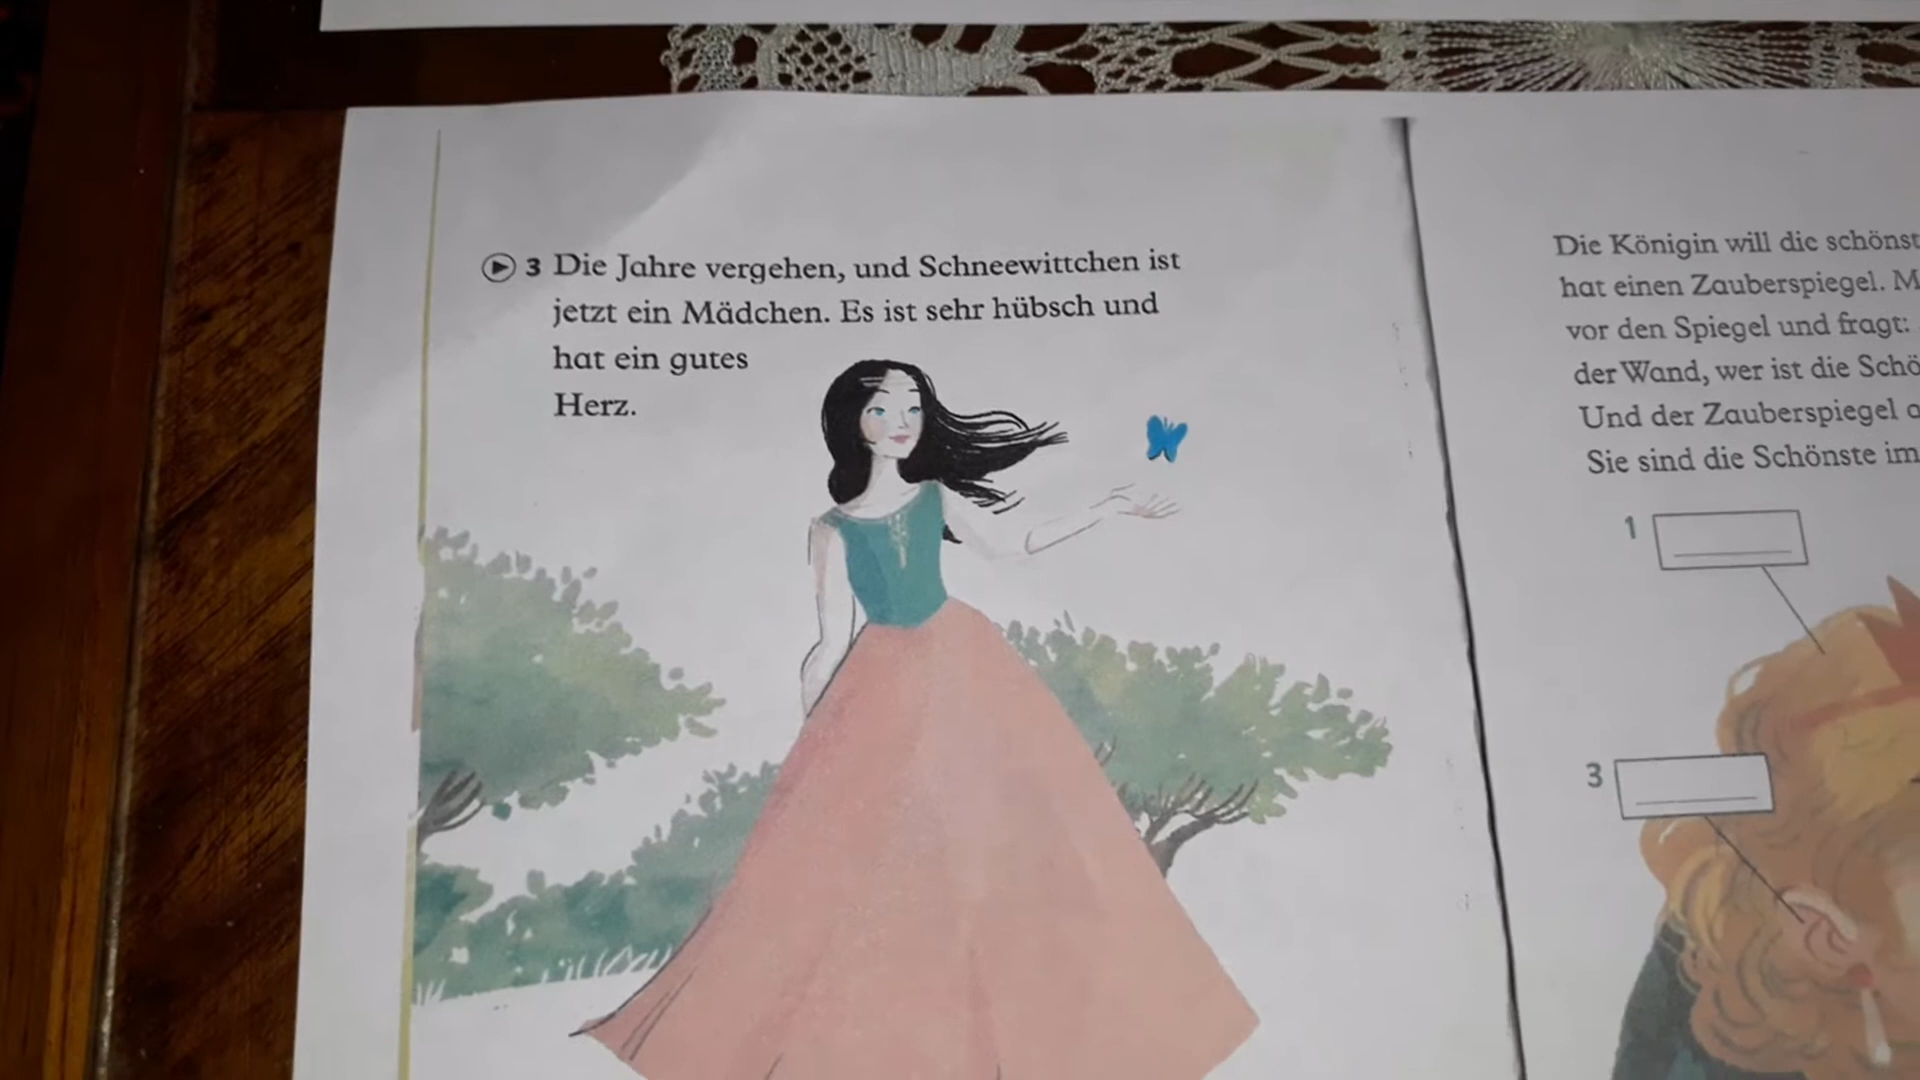 3 Die Jahre vergehen, und Schneewittchen ist
jetzt ein Mädchen. Es ist sehr hübsch und
hat ein gutes
Herz.
Die Königin will die
hat einen Zauberspiegel.
vor den Spiegel und fragt:
der Wand, wer ist die
Und der Zauberspiegel
Sie sind die Schönste im
1
3